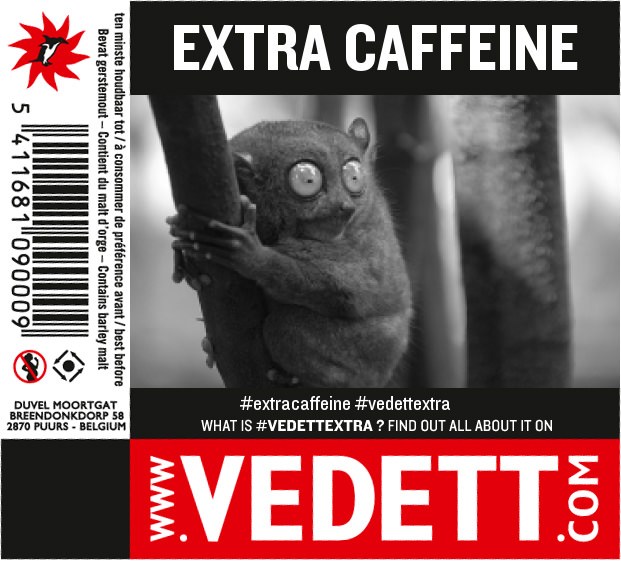 EXTRA CAFFEINE
#extracaffeine #vedettextra
WHAT IS #VEDETTEXTRA ? FIND OUT ALL ABOUT IT ON
WWW.VEDETT.COM
ten minste houdbaar tot / à consommer de préférence avant / best before
Bevat gerstemout – Contient du malt d'orge – Contains barley malt
5 411681 090009
DUVEL MOORTGAT
BREENDONKDORP 58
2870 PUURS - BELGIUM